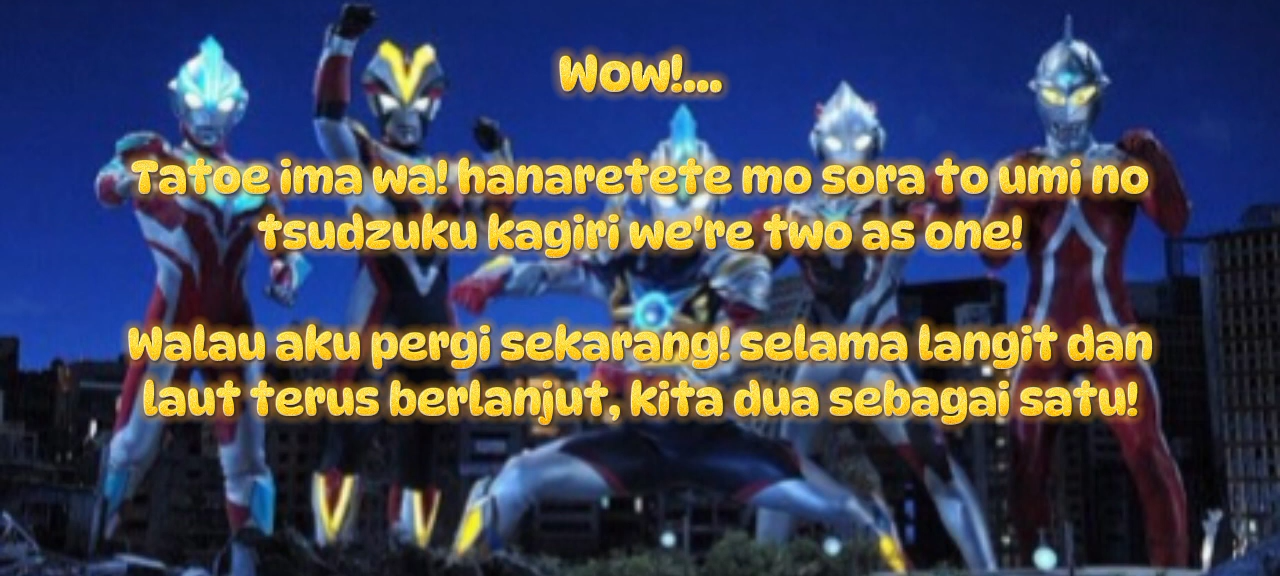 Wow!....
Tatoe ima wa! hanaretete mo sora to umi no
tsudzuku kagiri we're two as one!
Walau aku pergi sekarang! selama langit dan
laut terus berlanjut, kita dua sebagai satu!